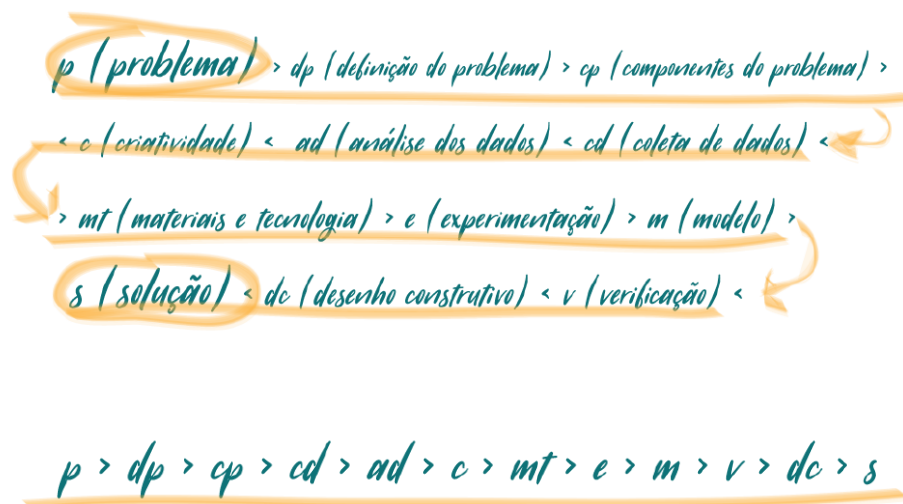 p (problema) > dp (definição do problema) > cp (componentes do problema) >
< c (criatividade) < ad (análise dos dados) < cd (coleta de dados) <
> mt (materiais e tecnologia) > e (experimentação) > m (modelo) >
s (solução) < dc (desenho construtivo) < v (verificação) <
p > dp > cp > cd > ad > c > mt > e > m > v > dc > s